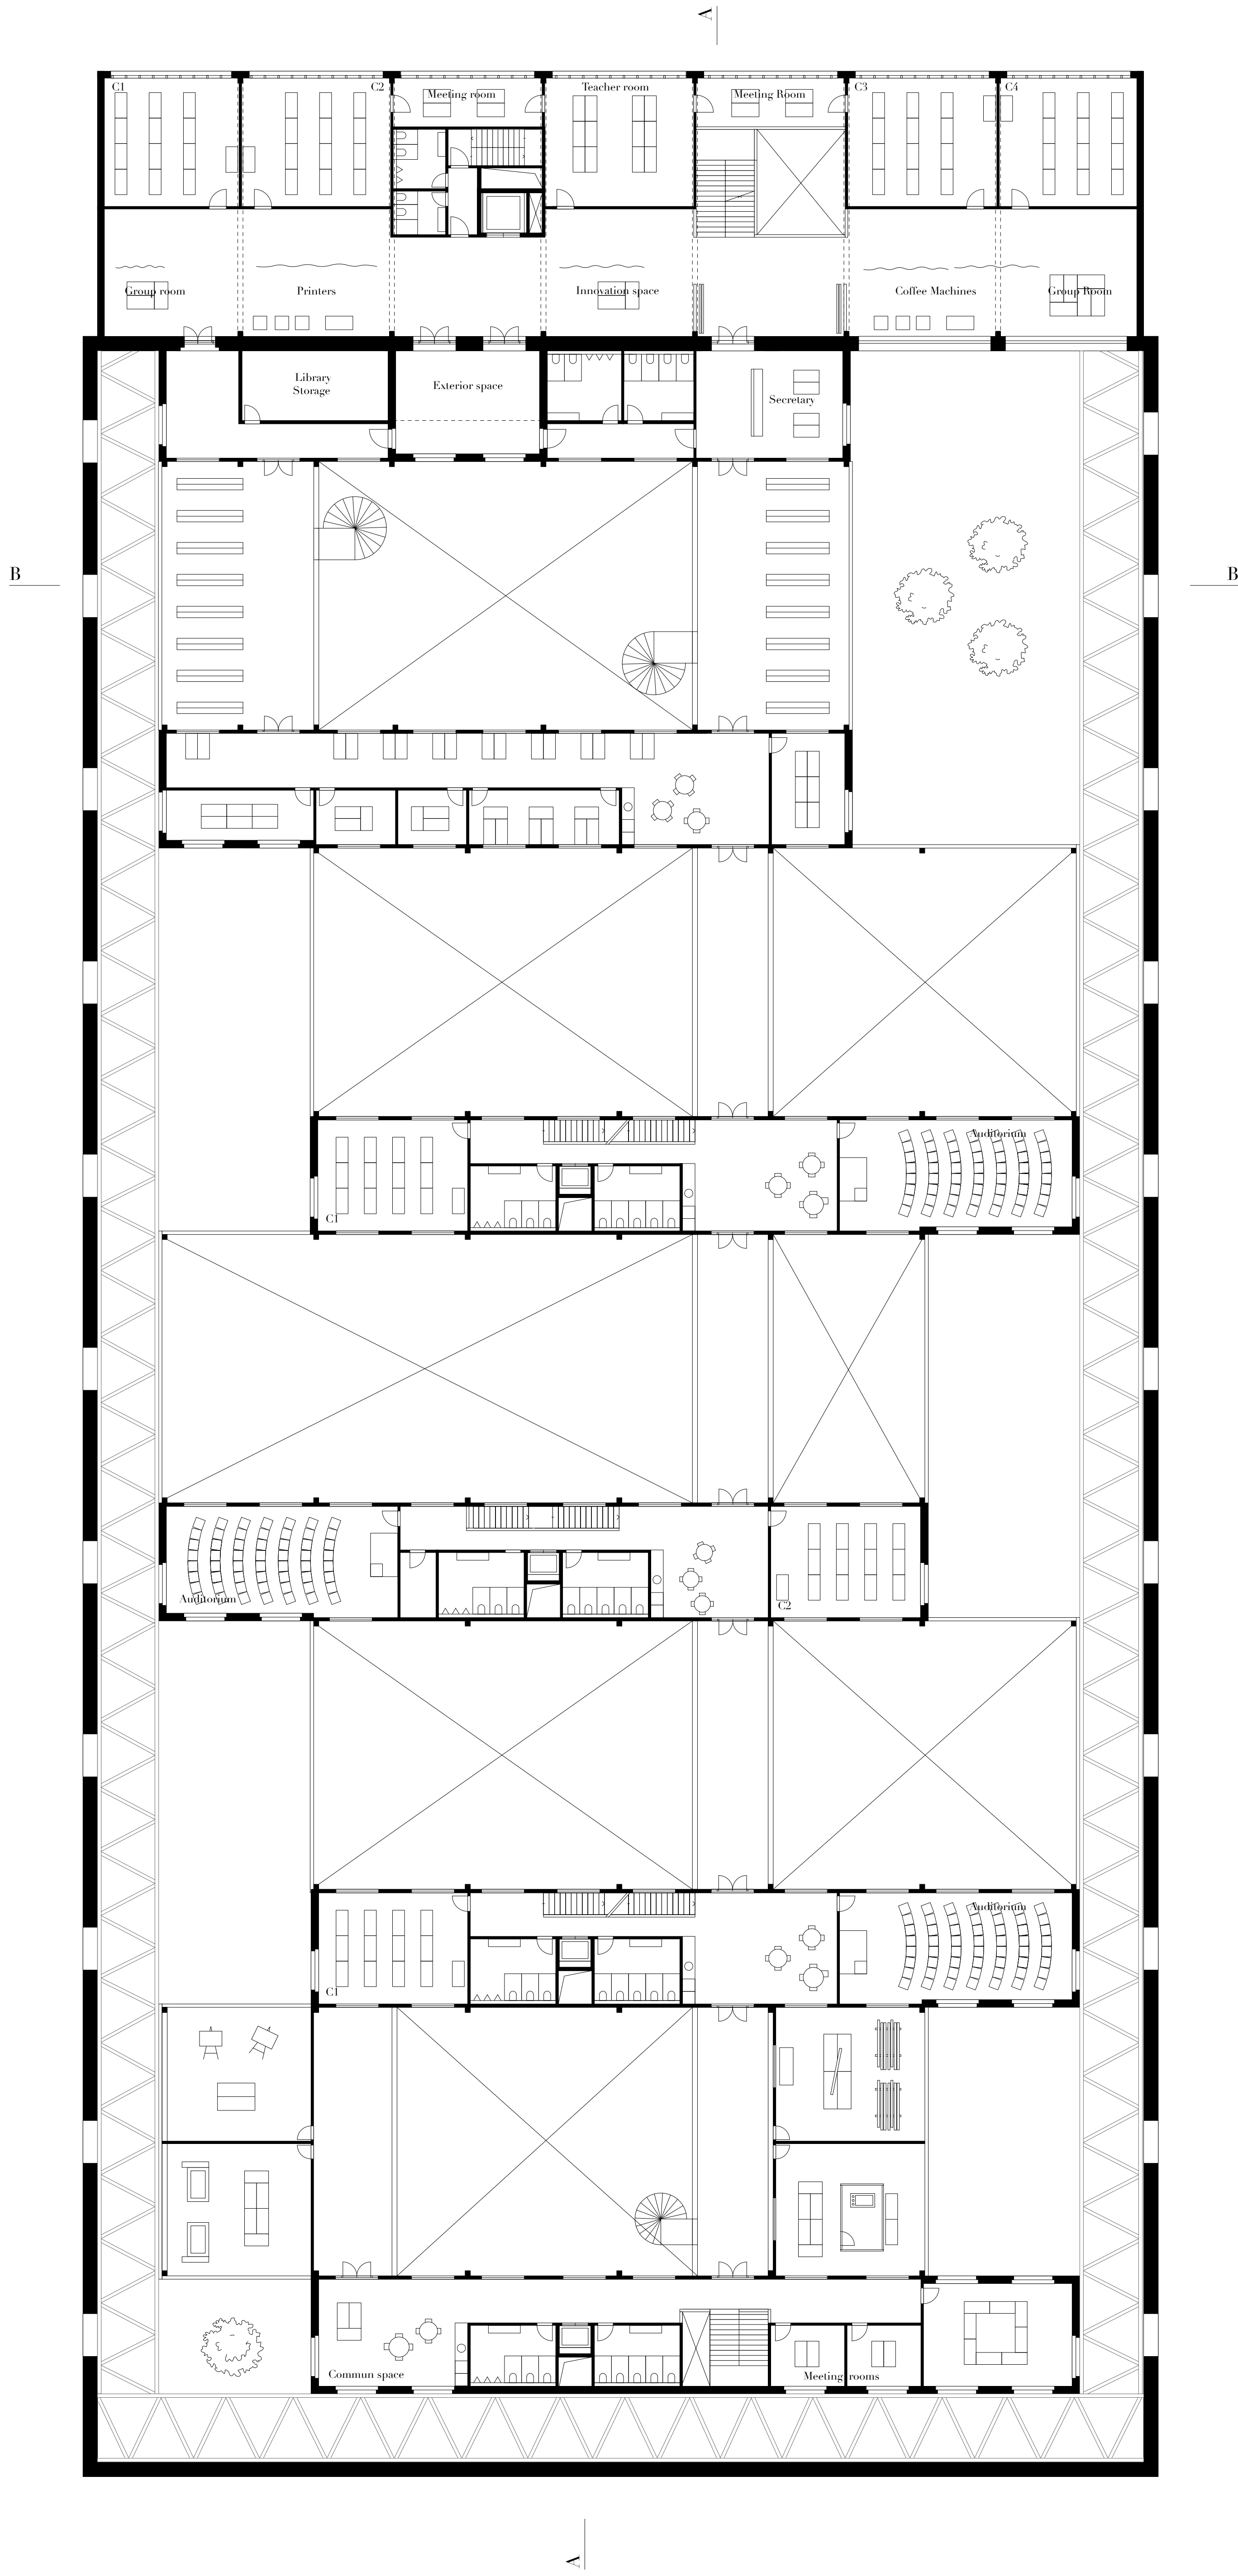 A
C1
C2
Meeting room
Teacher room
Meeting Room
C3
C4
Group room
Printers
Innovation space
Coffee Machines
Group Room
Library
Storage
Exterior space
Secretary
B
B
Auditorium
C1
Auditorium
C2
Auditorium
C1
Commun space
Meeting rooms
A